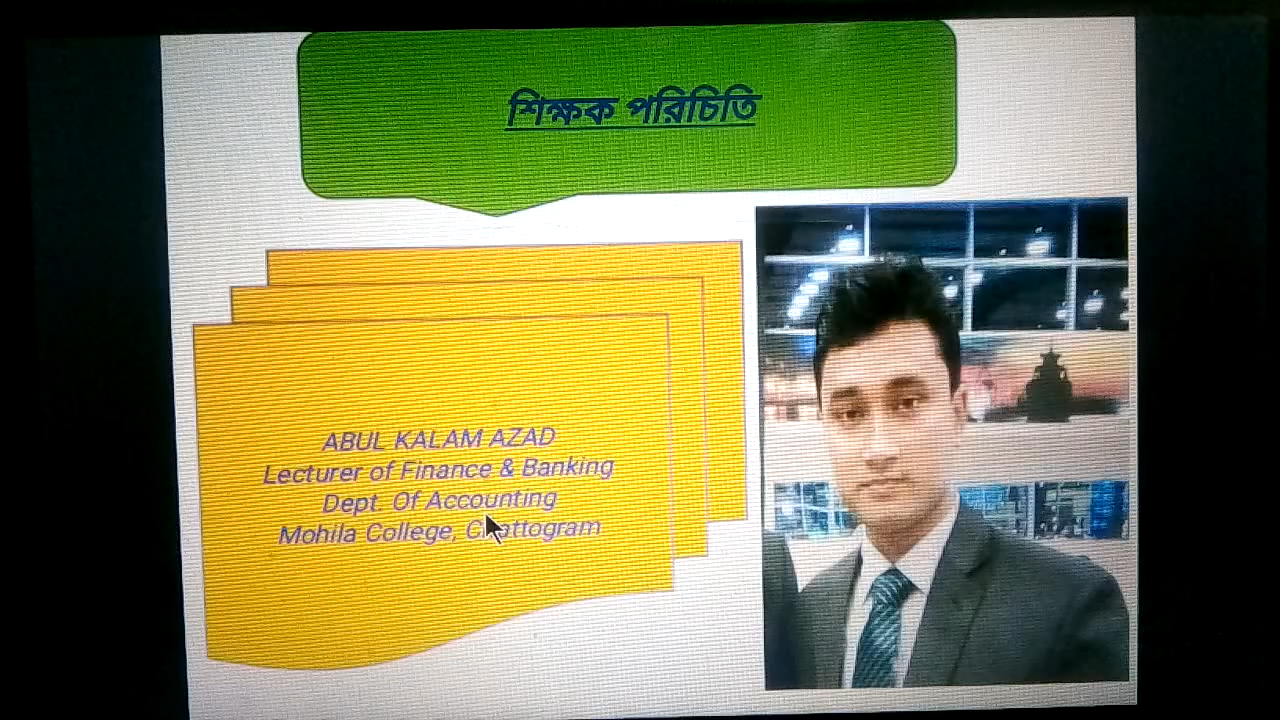 শিক্ষক পরিচিতি
ABUL KALAM AZAD
Lecturer of Finance & Banking
Dept. Of Accounting
Mohila College, Chattogram